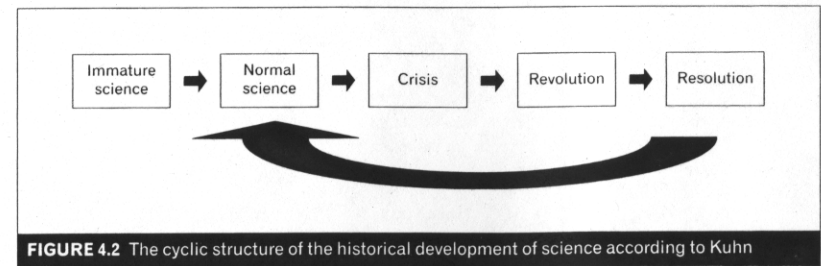 Immature
science
Normal
science
Crisis
Revolution
Resolution
FIGURE 4.2 The cyclic structure of the historical development of science according to Kuhn